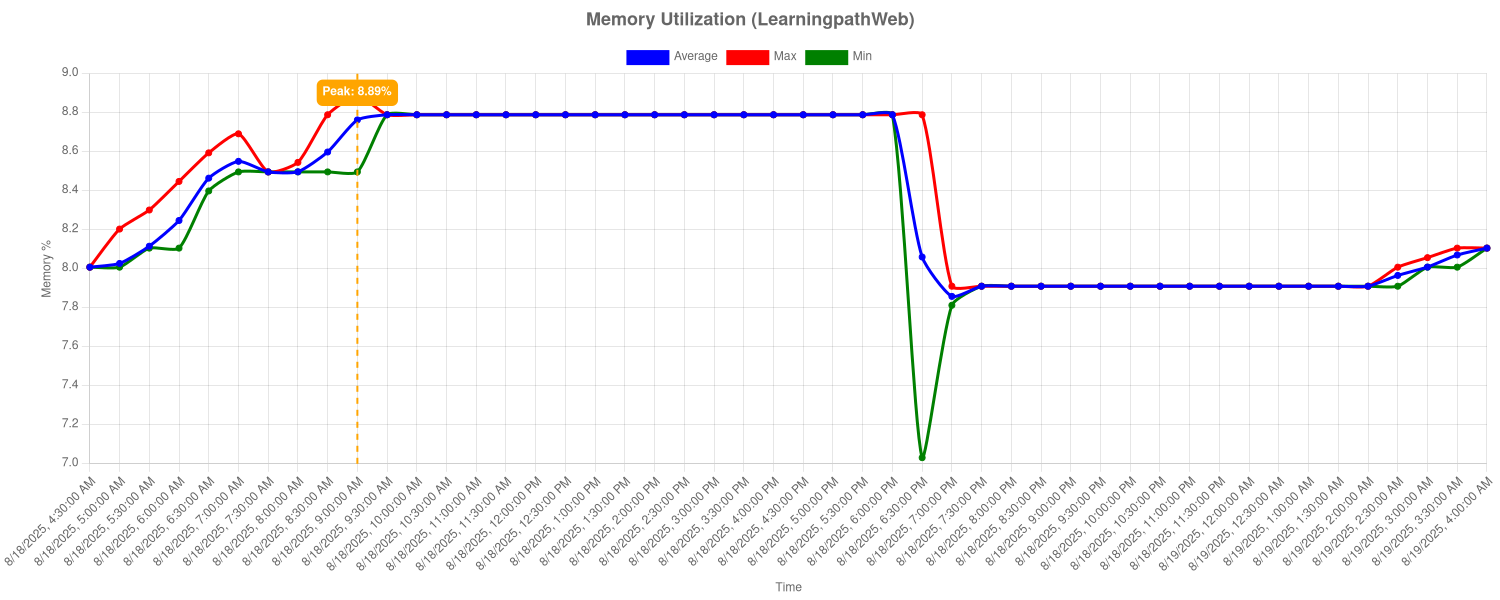 Memory Utilization (LearningpathWeb)
Average Max Min
Peak: 8.89%
9.0
8.8
8.6
8.4
8.2
8.0
7.8
7.6
7.4
7.2
7.0
Memory %
8/18/2025, 4:30:00 AM
8/18/2025, 5:00:00 AM
8/18/2025, 5:30:00 AM
8/18/2025, 6:00:00 AM
8/18/2025, 6:30:00 AM
8/18/2025, 7:00:00 AM
8/18/2025, 7:30:00 AM
8/18/2025, 8:00:00 AM
8/18/2025, 8:30:00 AM
8/18/2025, 9:00:00 AM
8/18/2025, 9:30:00 AM
8/18/2025, 10:00:00 AM
8/18/2025, 10:30:00 AM
8/18/2025, 11:00:00 AM
8/18/2025, 11:30:00 AM
8/18/2025, 12:00:00 PM
8/18/2025, 12:30:00 PM
8/18/2025, 1:00:00 PM
8/18/2025, 1:30:00 PM
8/18/2025, 2:00:00 PM
8/18/2025, 2:30:00 PM
8/18/2025, 3:00:00 PM
8/18/2025, 3:30:00 PM
8/18/2025, 4:00:00 PM
8/18/2025, 4:30:00 PM
8/18/2025, 5:00:00 PM
8/18/2025, 5:30:00 PM
8/18/2025, 6:00:00 PM
8/18/2025, 6:30:00 PM
8/18/2025, 7:00:00 PM
8/18/2025, 7:30:00 PM
8/18/2025, 8:00:00 PM
8/18/2025, 8:30:00 PM
8/18/2025, 9:00:00 PM
8/18/2025, 9:30:00 PM
8/18/2025, 10:00:00 PM
8/18/2025, 10:30:00 PM
8/18/2025, 11:00:00 PM
8/18/2025, 11:30:00 PM
8/19/2025, 12:00:00 AM
8/19/2025, 12:30:00 AM
8/19/2025, 1:00:00 AM
8/19/2025, 1:30:00 AM
8/19/2025, 2:00:00 AM
8/19/2025, 2:30:00 AM
8/19/2025, 3:00:00 AM
8/19/2025, 3:30:00 AM
8/19/2025, 4:00:00 AM
Time